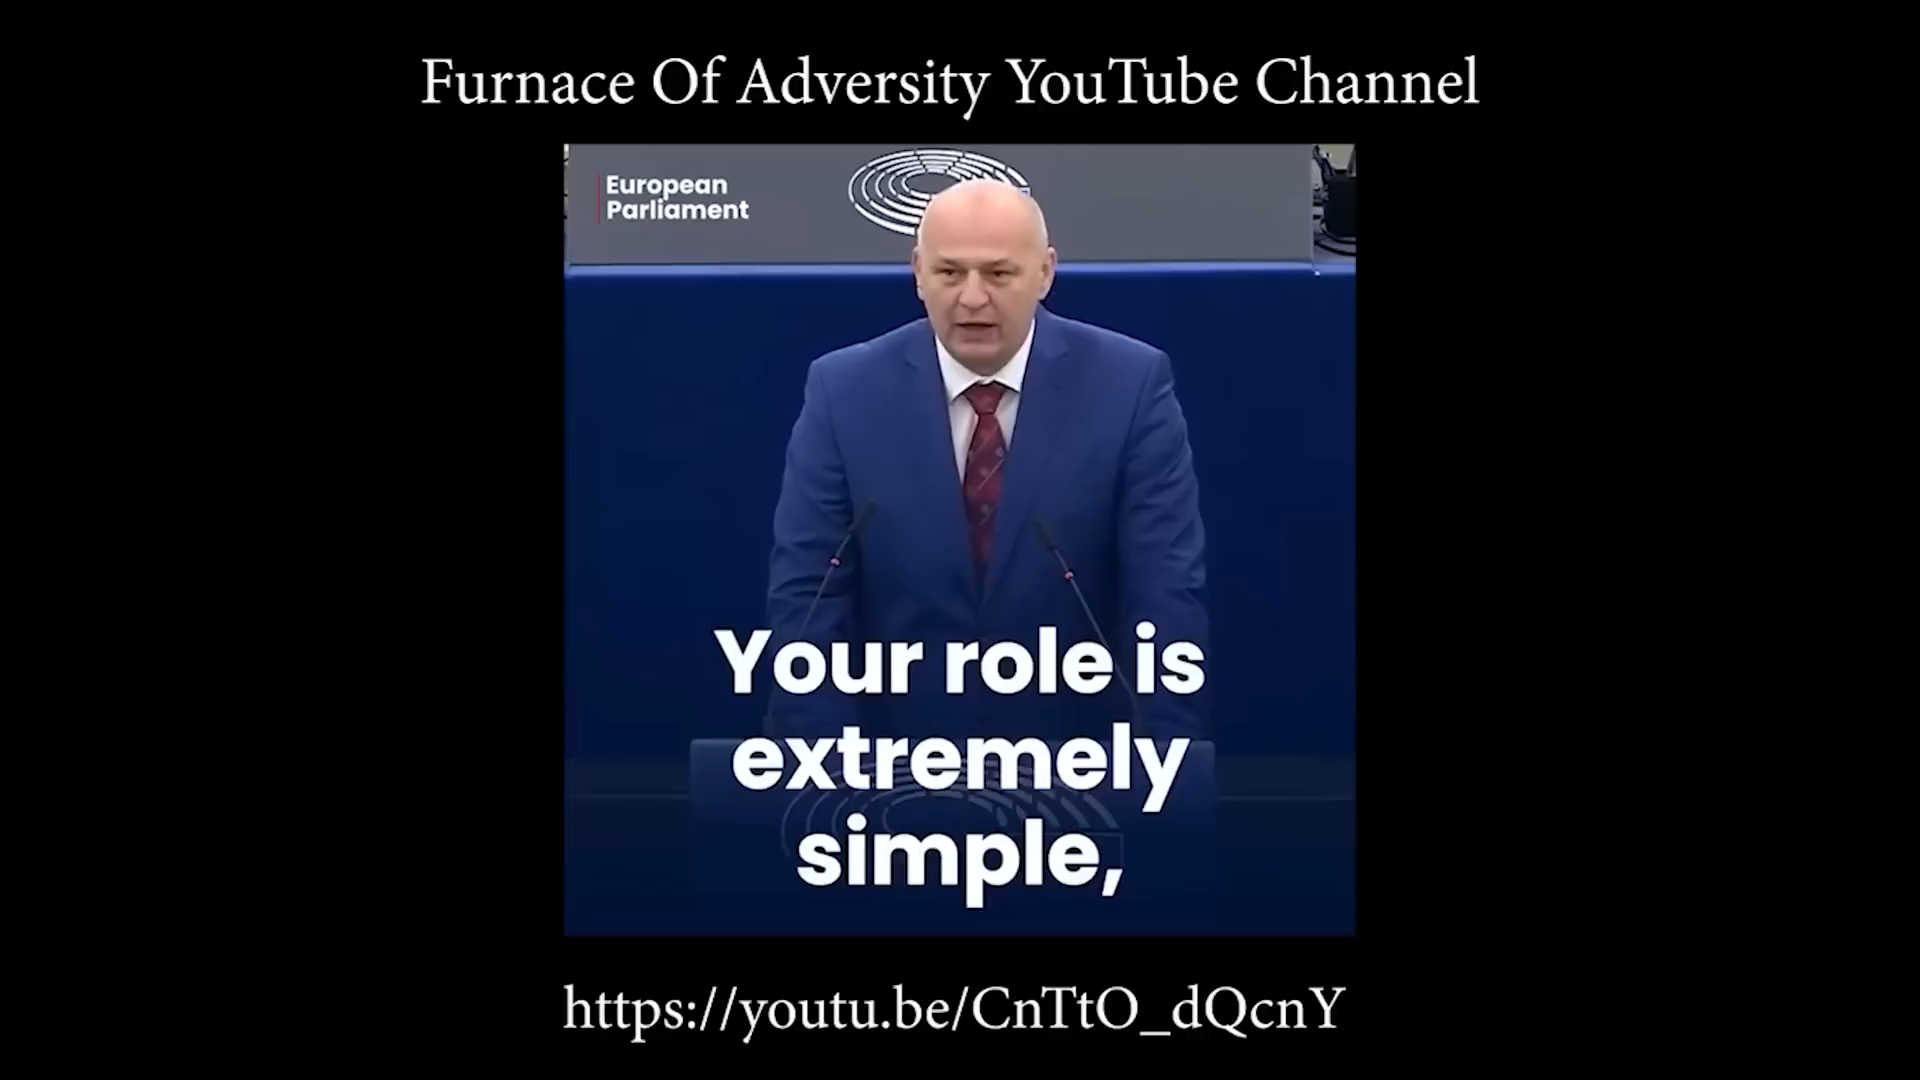 Furnace Of Adversity YouTube Channel
European
Parliament
Your role is
extremely
simple,
https://youtu.be/CnTtO_dQcnY